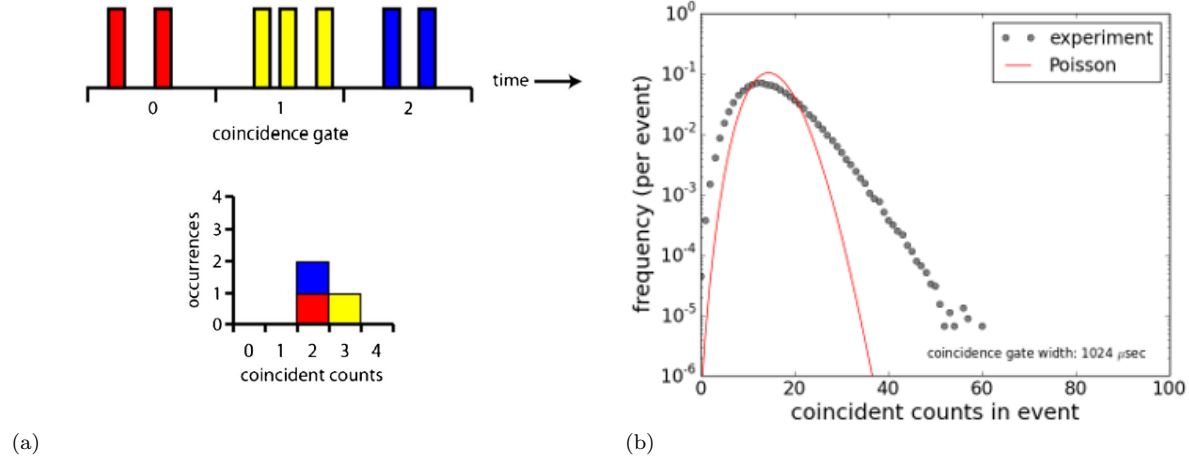 time
0 1 2
coincidence gate
4
3
2
1
0
occurrences
0 1 2 3 4
coincident counts
(a)
10^0
10^-1
10^-2
10^-3
10^-4
10^-5
10^-6
frequency (per event)
experiment
Poisson
coincidence gate width: 1024 μsec
0 20 40 60 80 100
coincident counts in event
(b)